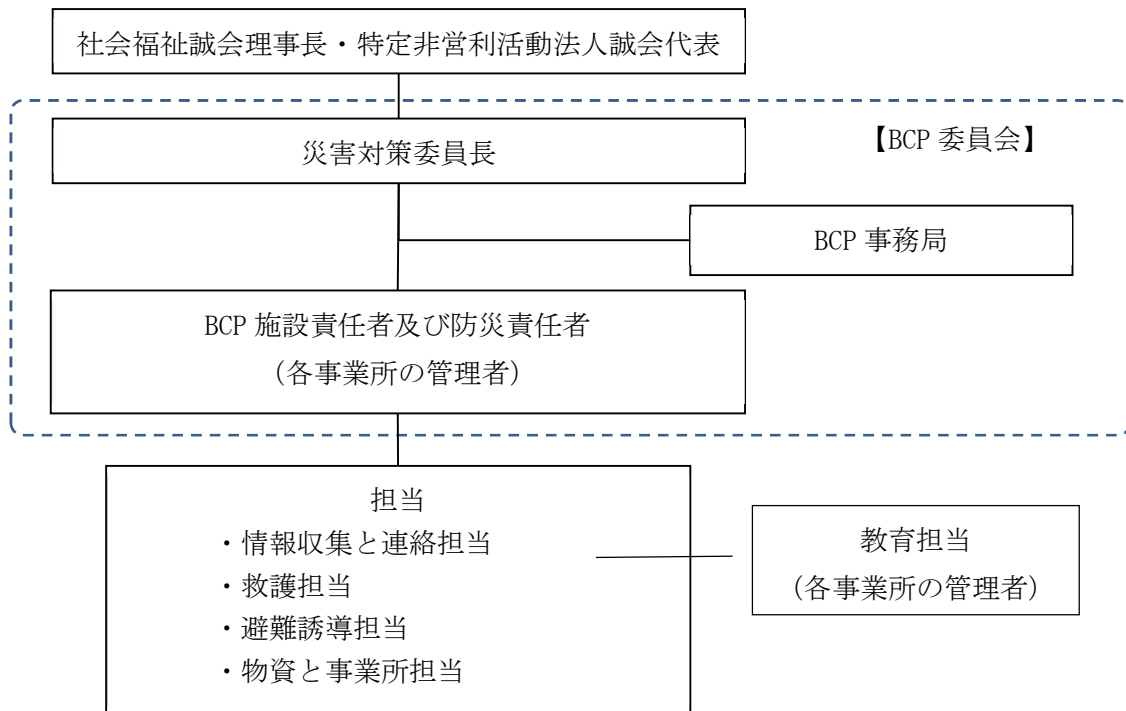 社会福祉誠会理事長・特定非営利活動法人誠会代表
災害対策委員長
【BCP 委員会】
BCP 事務局
BCP 施設責任者及び防災責任者
（各事業所の管理者）
担当
・情報収集と連絡担当
・救護担当
・避難誘導担当
・物資と事業所担当
教育担当
（各事業所の管理者）